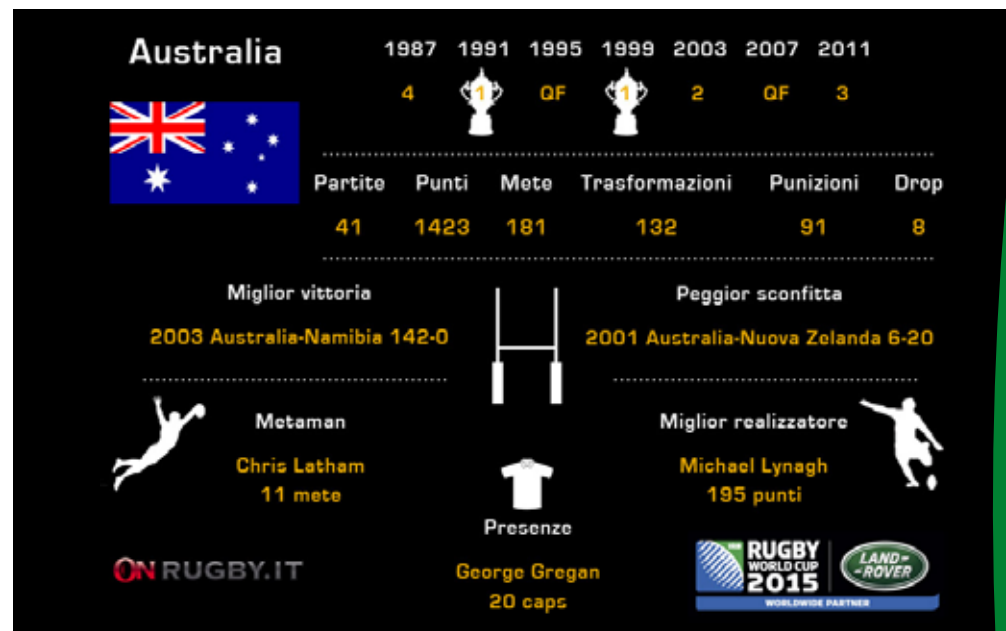 Australia
1987 1991 1995 1999 2003 2007 2011
4 1 QF 1 2 QF 3
Partite Punti Mete Trasformazioni Punizioni Drop
41 1423 181 132 91 8
Miglior vittoria
2003 Australia-Namibia 142-0
Peggior sconfitta
2001 Australia-Nuova Zelanda 6-20
Metaman
Chris Latham
11 mete
Miglior realizzatore
Michael Lynagh
195 punti
Presenze
George Gregan
20 caps
ONRUGBY.IT
RUGBY
WORLD CUP
2015
LAND-
-ROVER
WORLDWIDE PARTNER